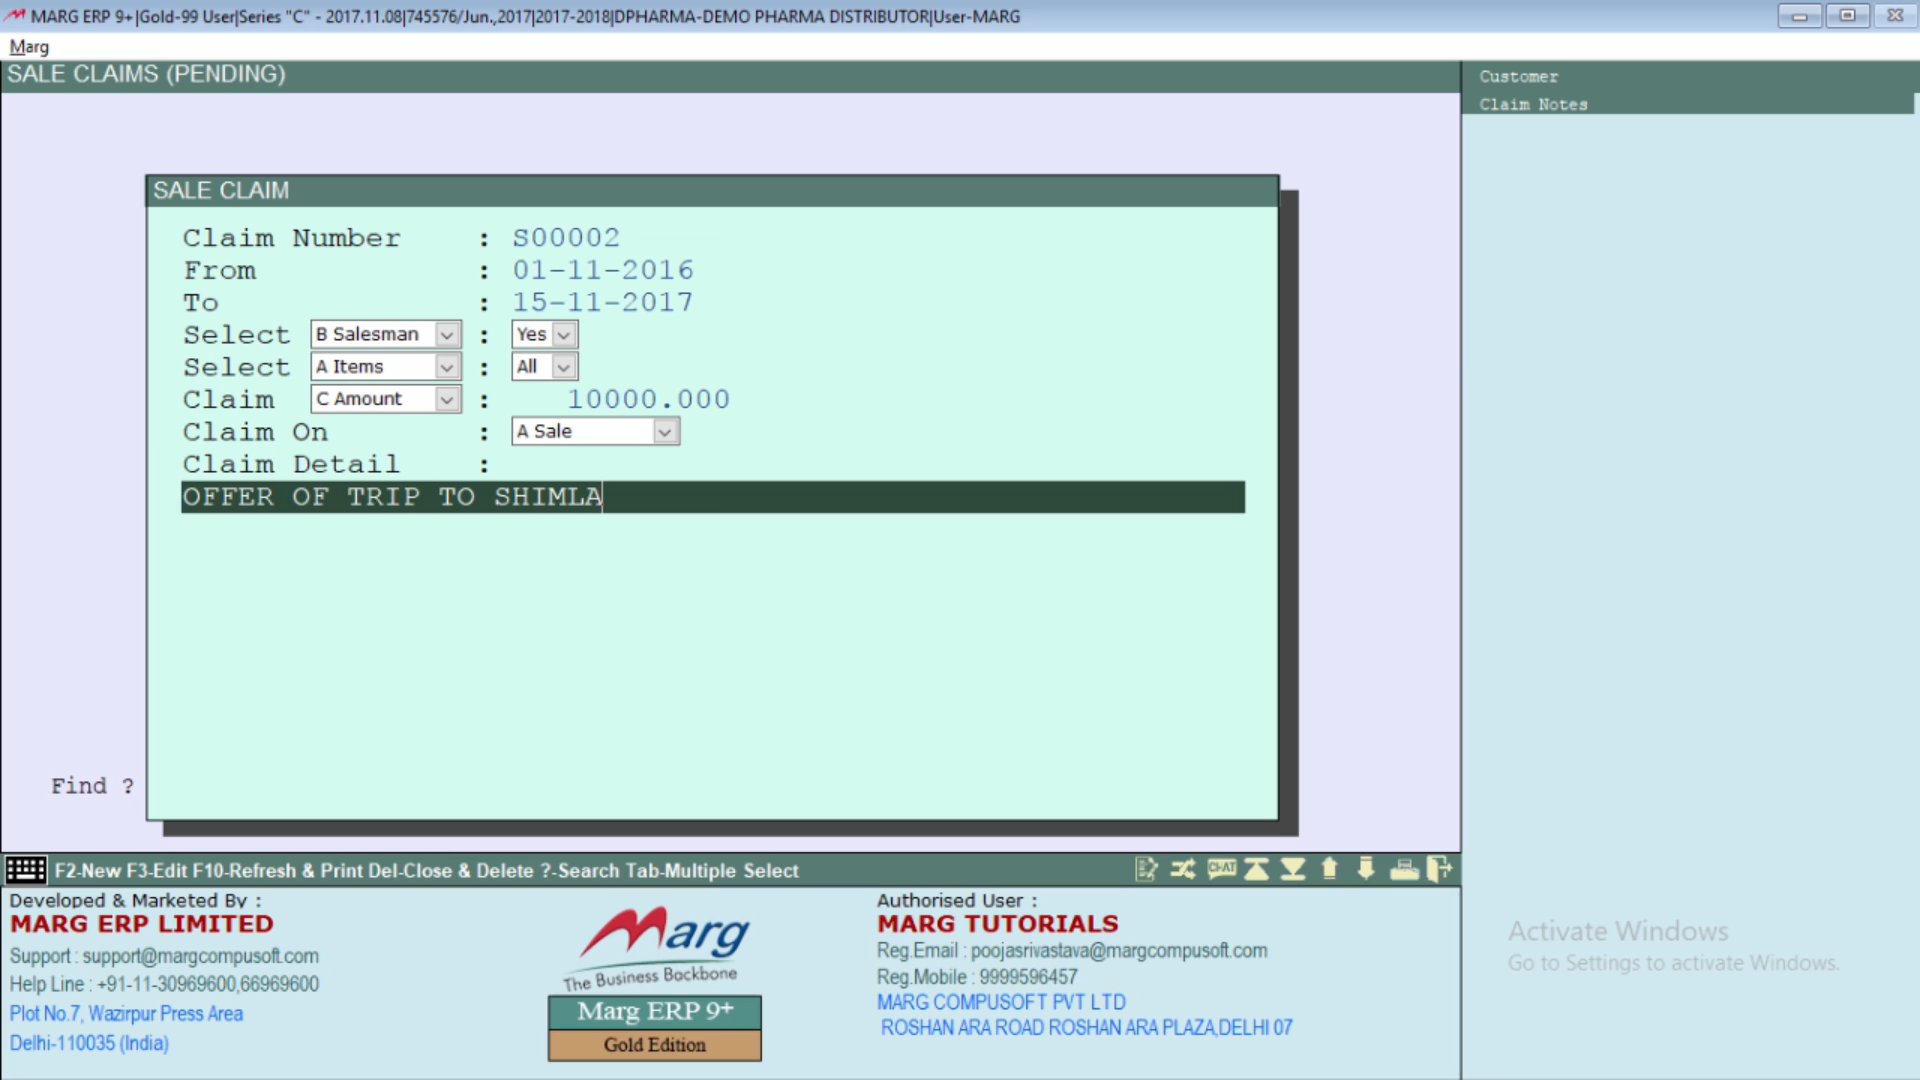 MARG ERP 9+|Gold-99 User|Series "C" - 2017.11.08|745576/Jun.,2017|2017-2018|DPHARMA-DEMO PHARMA DISTRIBUTOR|User-MARG
Marg
SALE CLAIMS (PENDING)
Customer
Claim Notes
SALE CLAIM
Claim Number : S00002
From : 01-11-2016
To : 15-11-2017
Select B Salesman : Yes
Select A Items : All
Claim C Amount : 10000.000
Claim On : A Sale
Claim Detail :
OFFER OF TRIP TO SHIMLA
Find ?
F2-New F3-Edit F10-Refresh & Print Del-Close & Delete ?-Search Tab-Multiple Select
CHAT
Developed & Marketed By :
MARG ERP LIMITED
Support : support@margcompusoft.com
Help Line : +91-11-30969600,66969600
Plot No.7, Wazirpur Press Area
Delhi-110035 (India)
Marg
The Business Backbone
Marg ERP 9+
Gold Edition
Authorised User :
MARG TUTORIALS
Reg.Email : poojasrivastava@margcompusoft.com
Reg.Mobile : 9999596457
MARG COMPUSOFT PVT LTD
ROSHAN ARA ROAD ROSHAN ARA PLAZA,DELHI 07
Activate Windows
Go to Settings to activate Windows.